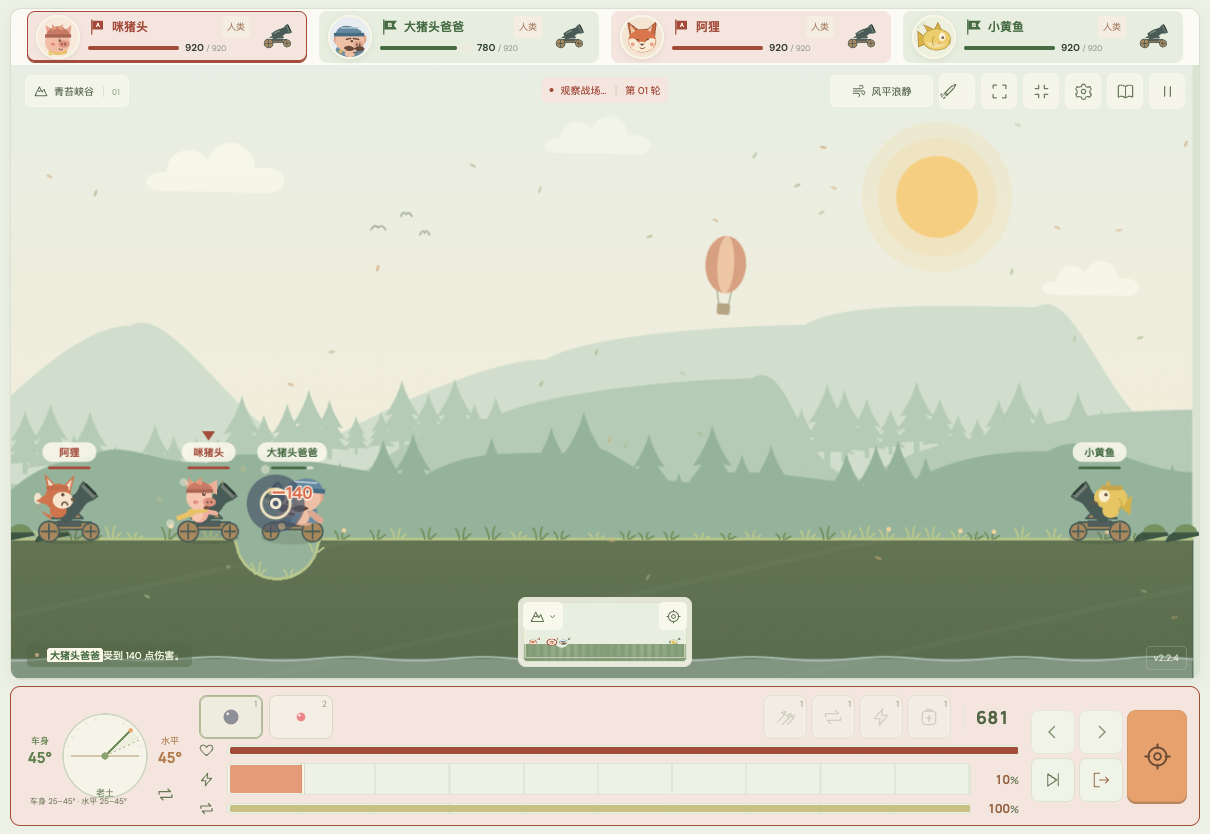 咪猪头
人类
920 / 920
大猪头爸爸
人类
780 / 920
阿狸
人类
920 / 920
小黄鱼
人类
920 / 920
青苔峡谷 01
观察战场... 第 01 轮
风平浪静
阿狸
咪猪头
大猪头爸爸
小黄鱼
-140
大猪头爸爸受到 140 点伤害。
v2.2.4
1
2
1
1
1
1
681
车身
45°
水平
45°
老土
车身 25-45° · 水平 25-45°
10%
100%